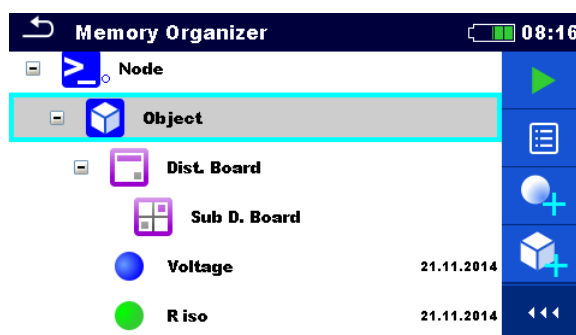 Memory Organizer 08:16
Node
Object
Dist. Board
Sub D. Board
Voltage 21.11.2014
R iso 21.11.2014